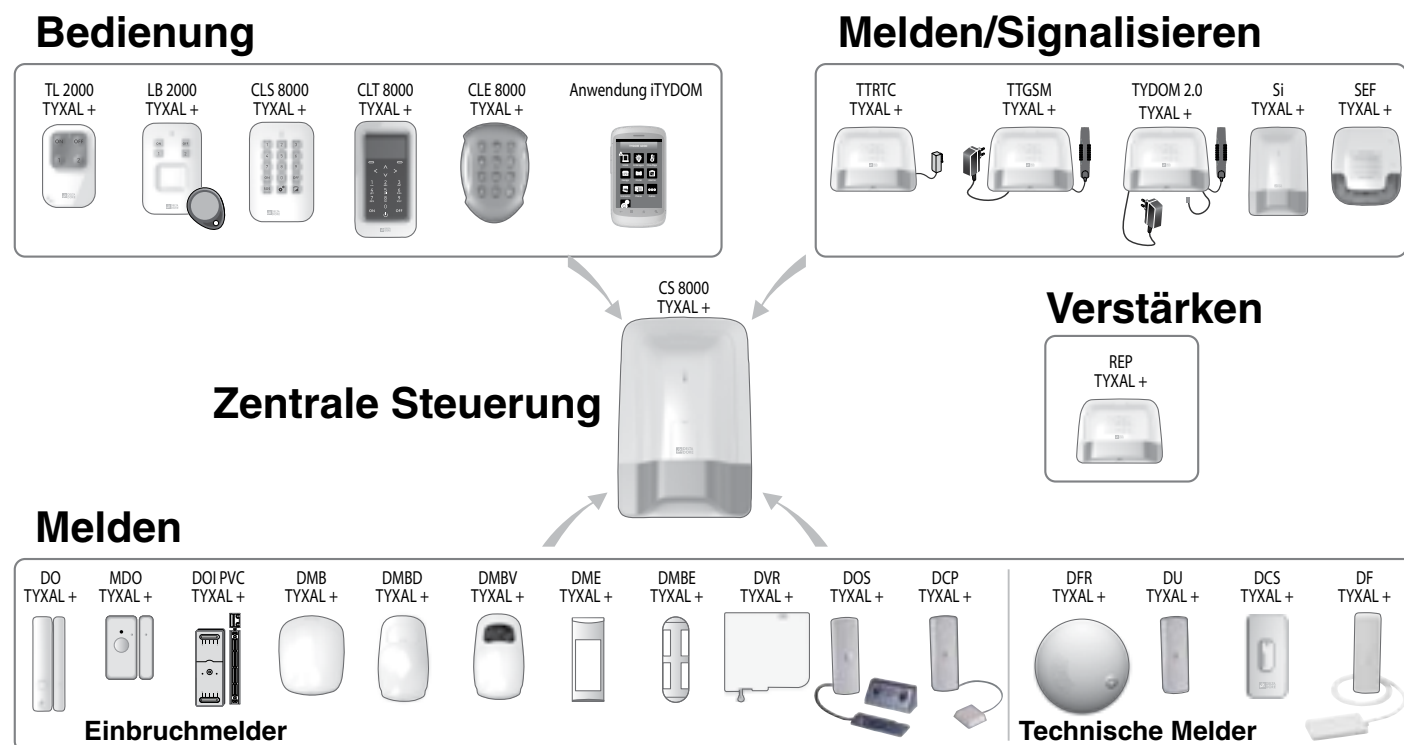 Bedienung
TL 2000
TYXAL +
LB 2000
TYXAL +
CLS 8000
TYXAL +
CLT 8000
TYXAL +
CLE 8000
TYXAL +
Anwendung iTYDOM
Melden/Signalisieren
TTRTC
TYXAL +
TTGSM
TYXAL +
TYDOM 2.0
TYXAL +
Si
TYXAL +
SEF
TYXAL +
CS 8000
TYXAL +
Zentrale Steuerung
Verstärken
REP
TYXAL +
Melden
DO
TYXAL +
MDO
TYXAL +
DOI PVC
TYXAL +
DMB
TYXAL +
DMBD
TYXAL +
DMBV
TYXAL +
DME
TYXAL +
DMBE
TYXAL +
DVR
TYXAL +
DOS
TYXAL +
DCP
TYXAL +
Einbruchmelder
DFR
TYXAL +
DU
TYXAL +
DCS
TYXAL +
DF
TYXAL +
Technische Melder